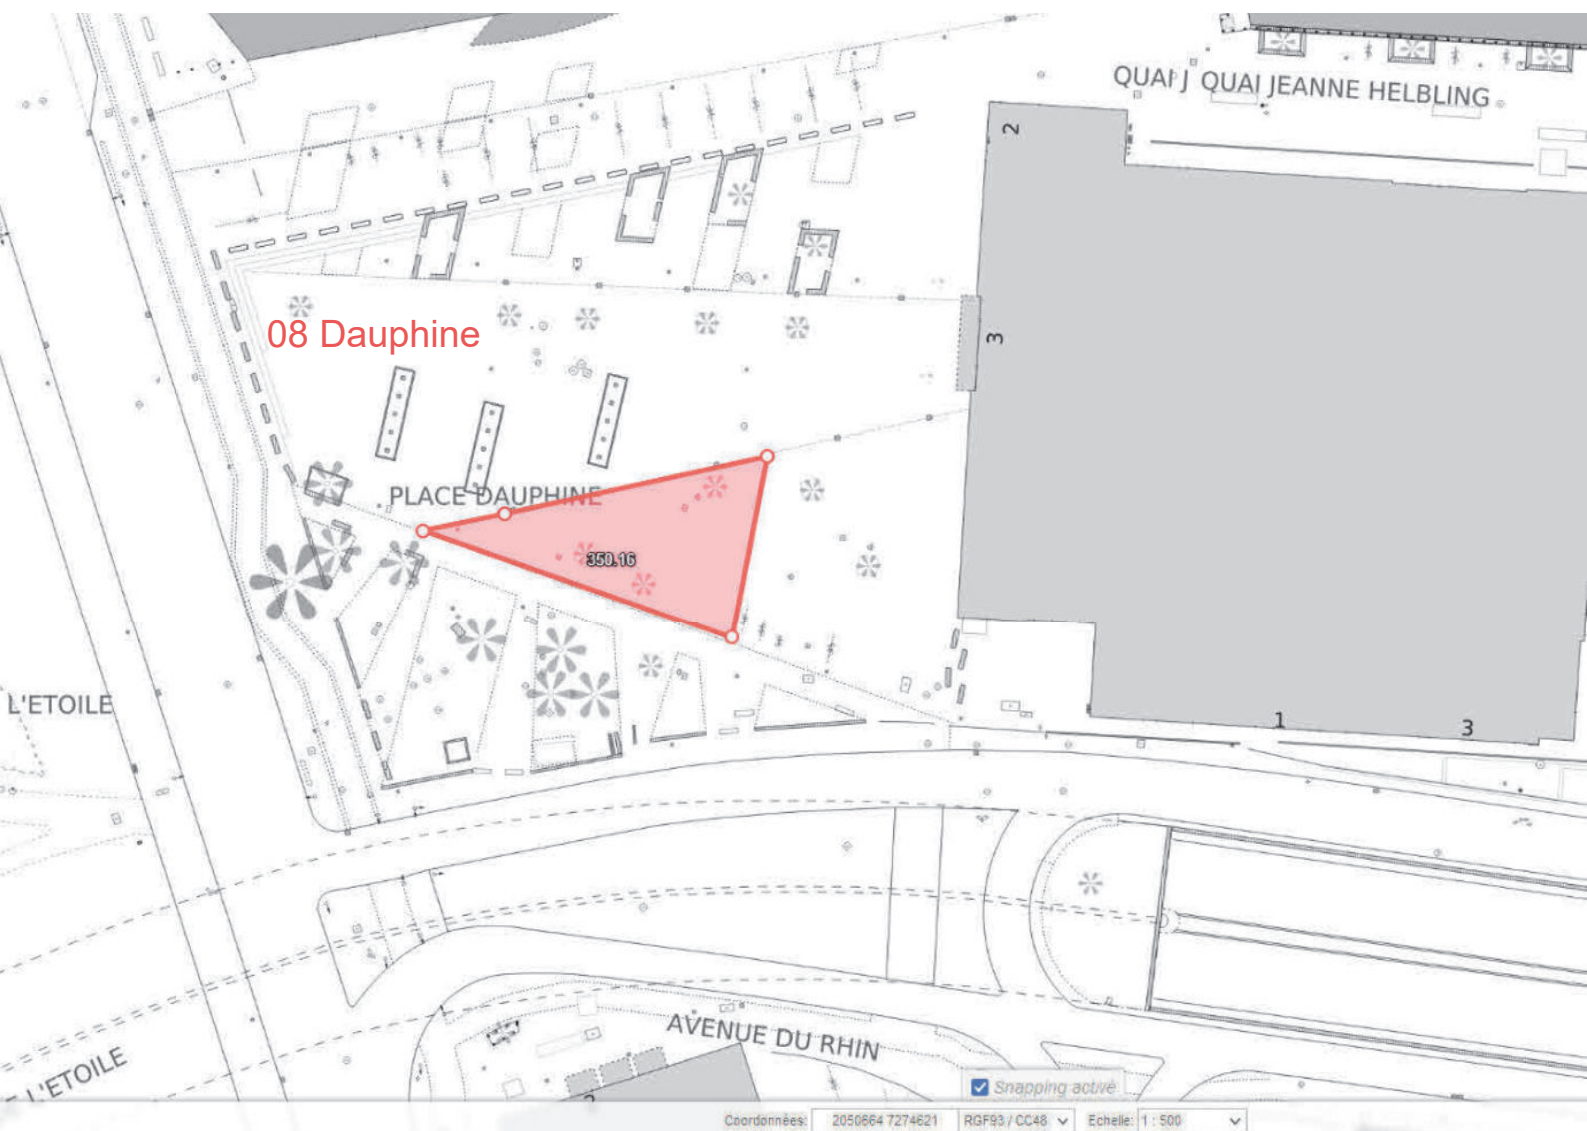 QUAI J QUAI JEANNE HELBLING
2
3
08 Dauphine
PLACE DAUPHINE
350.16
L'ETOILE
1
3
AVENUE DU RHIN
L'ETOILE
Snapping activé
Coordonnées: 2050664 7274621 RGF93 / CC48 Echelle: 1 : 500